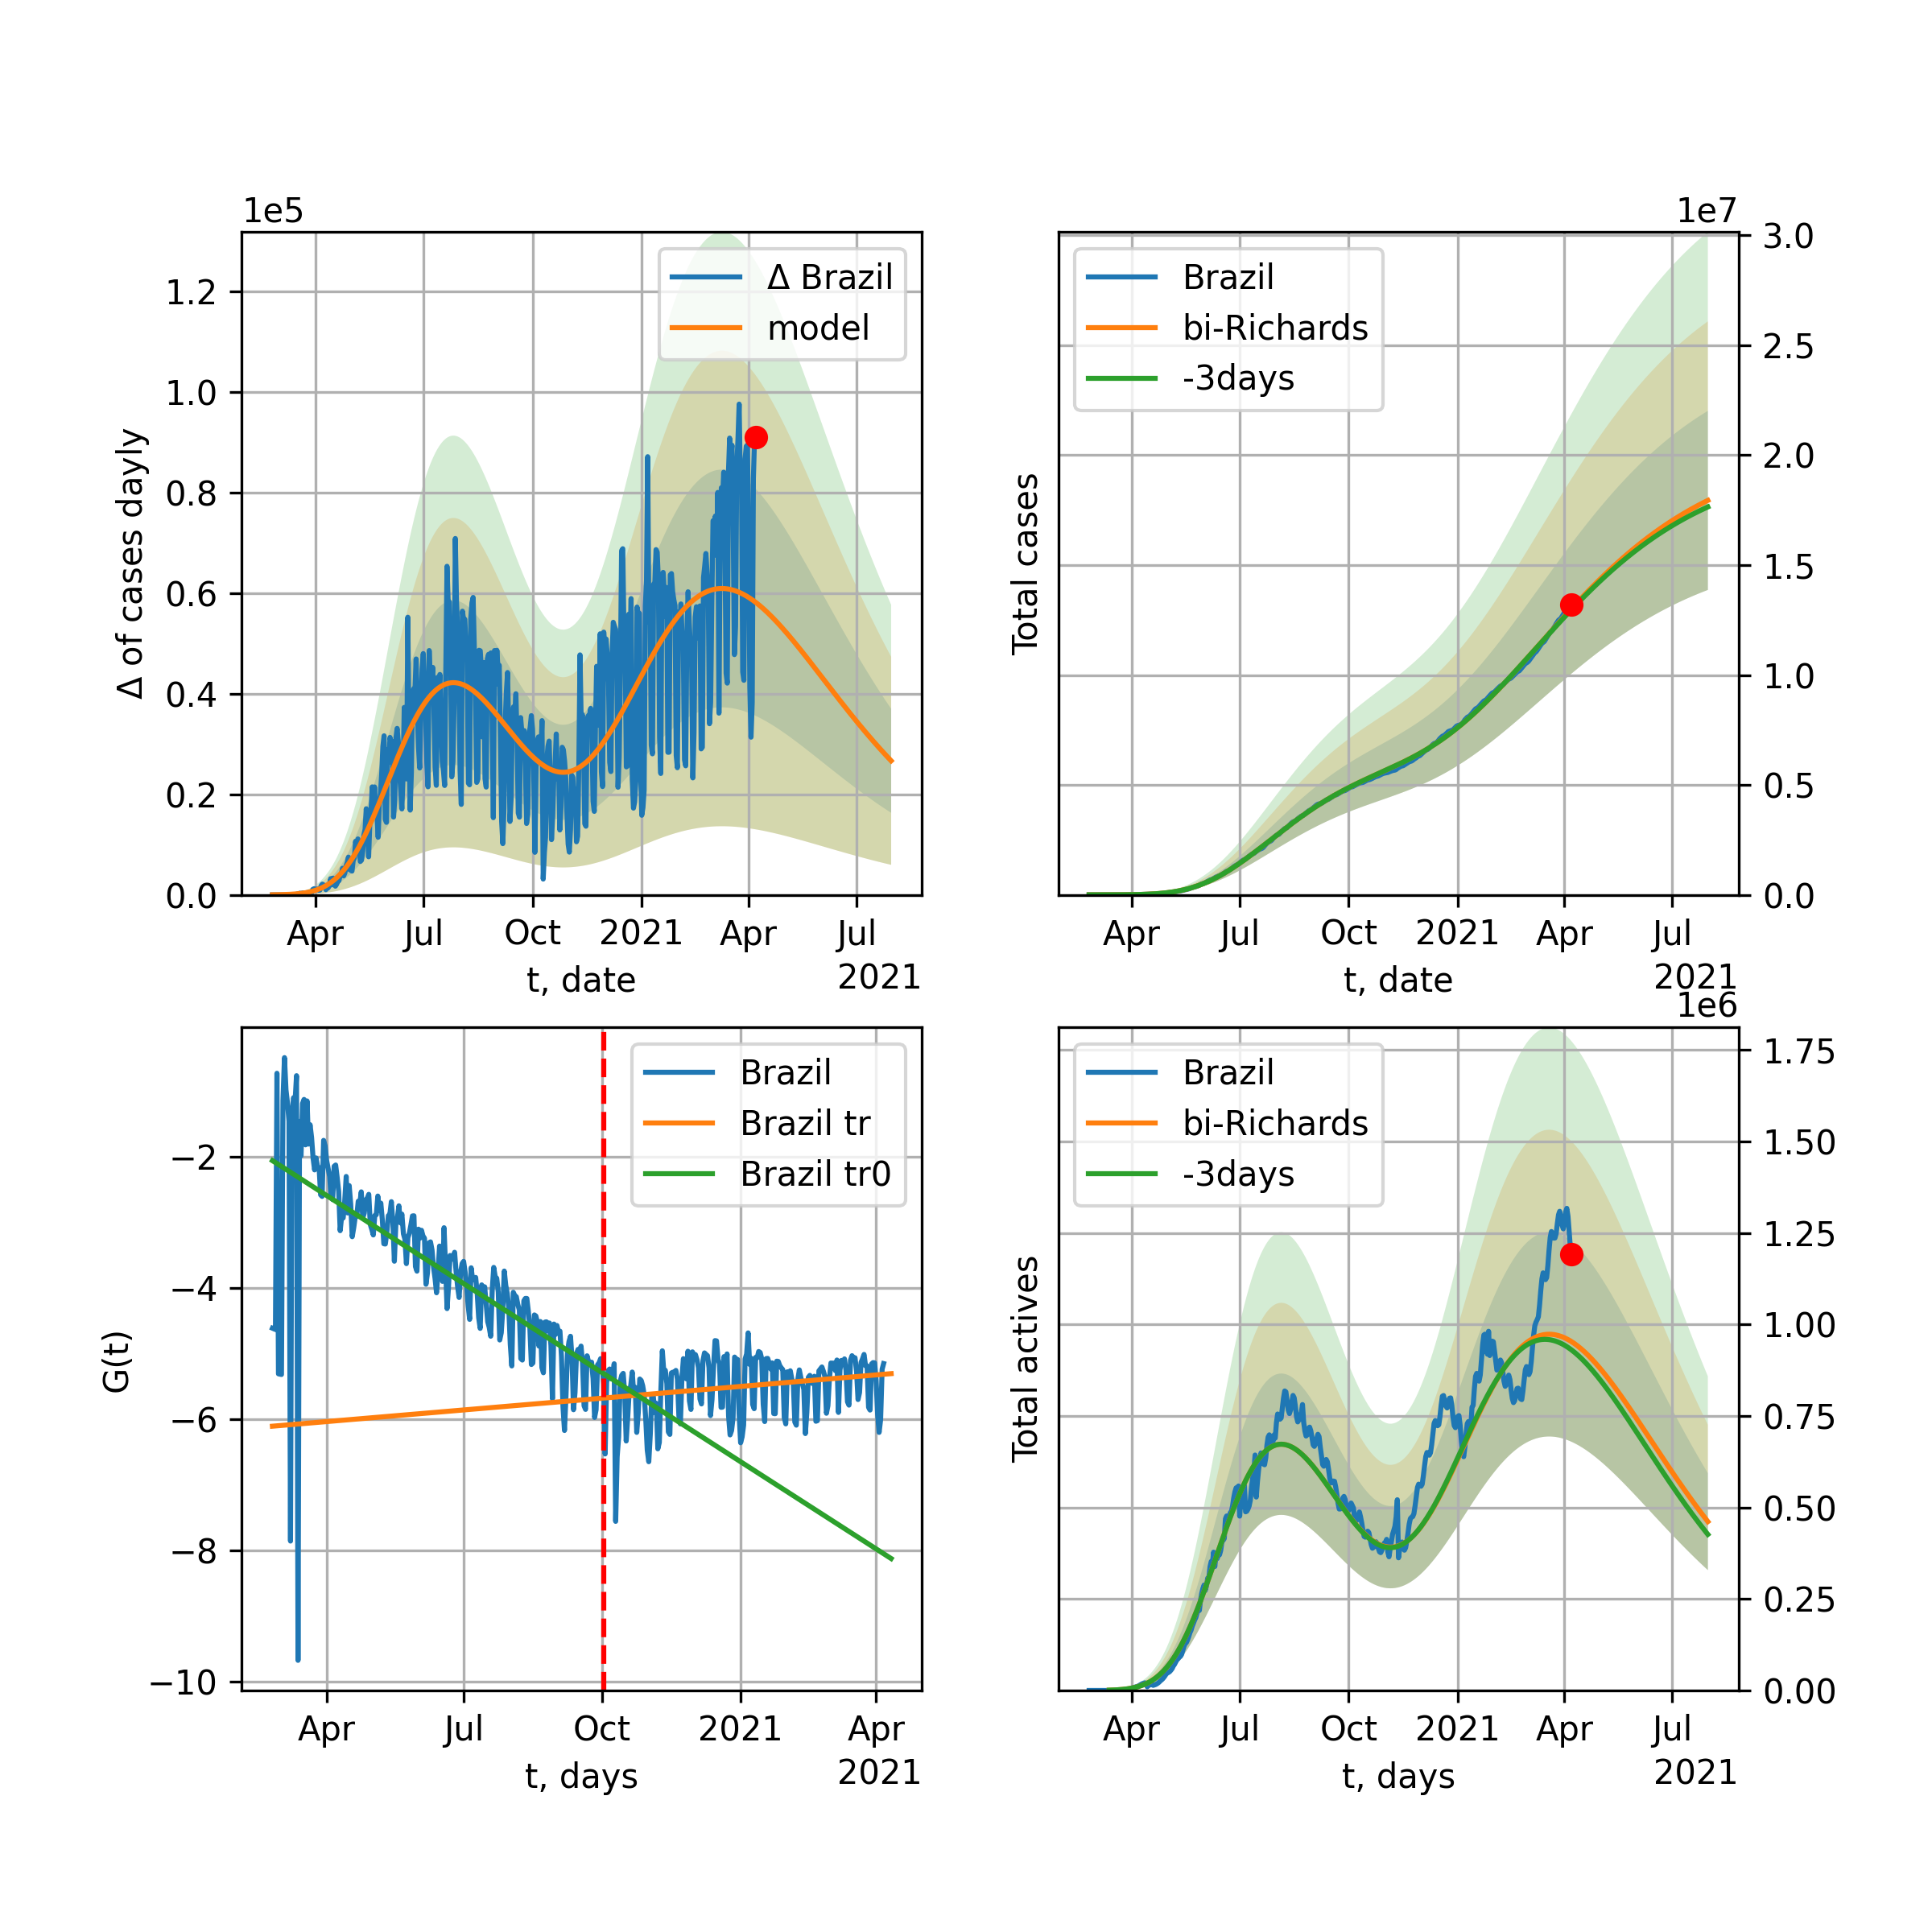 1e5
Δ of cases dayly
1.2
1.0
0.8
0.6
0.4
0.2
0.0
Δ Brazil
model
Apr Jul Oct 2021 Apr Jul
t, date
2021
1e7
Total cases
Brazil
bi-Richards
-3days
3.0
2.5
2.0
1.5
1.0
0.5
0.0
Apr Jul Oct 2021 Apr Jul
t, date
2021
G(t)
−2
−4
−6
−8
−10
Brazil
Brazil tr
Brazil tr0
Apr Jul Oct 2021 Apr
t, days
2021
1e6
Total actives
Brazil
bi-Richards
-3days
1.75
1.50
1.25
1.00
0.75
0.50
0.25
0.00
Apr Jul Oct 2021 Apr Jul
t, days
2021